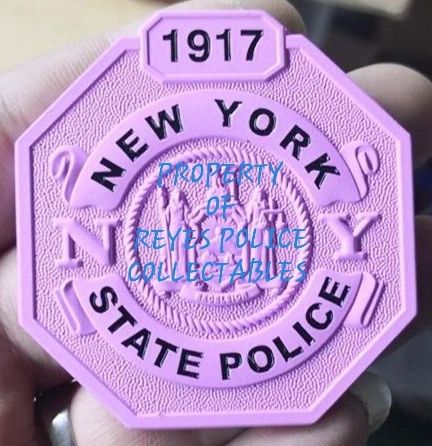 1917
NEW YORK
PROPERTY
OF
N Y
REYES POLICE
COLLECTABLES
STATE POLICE